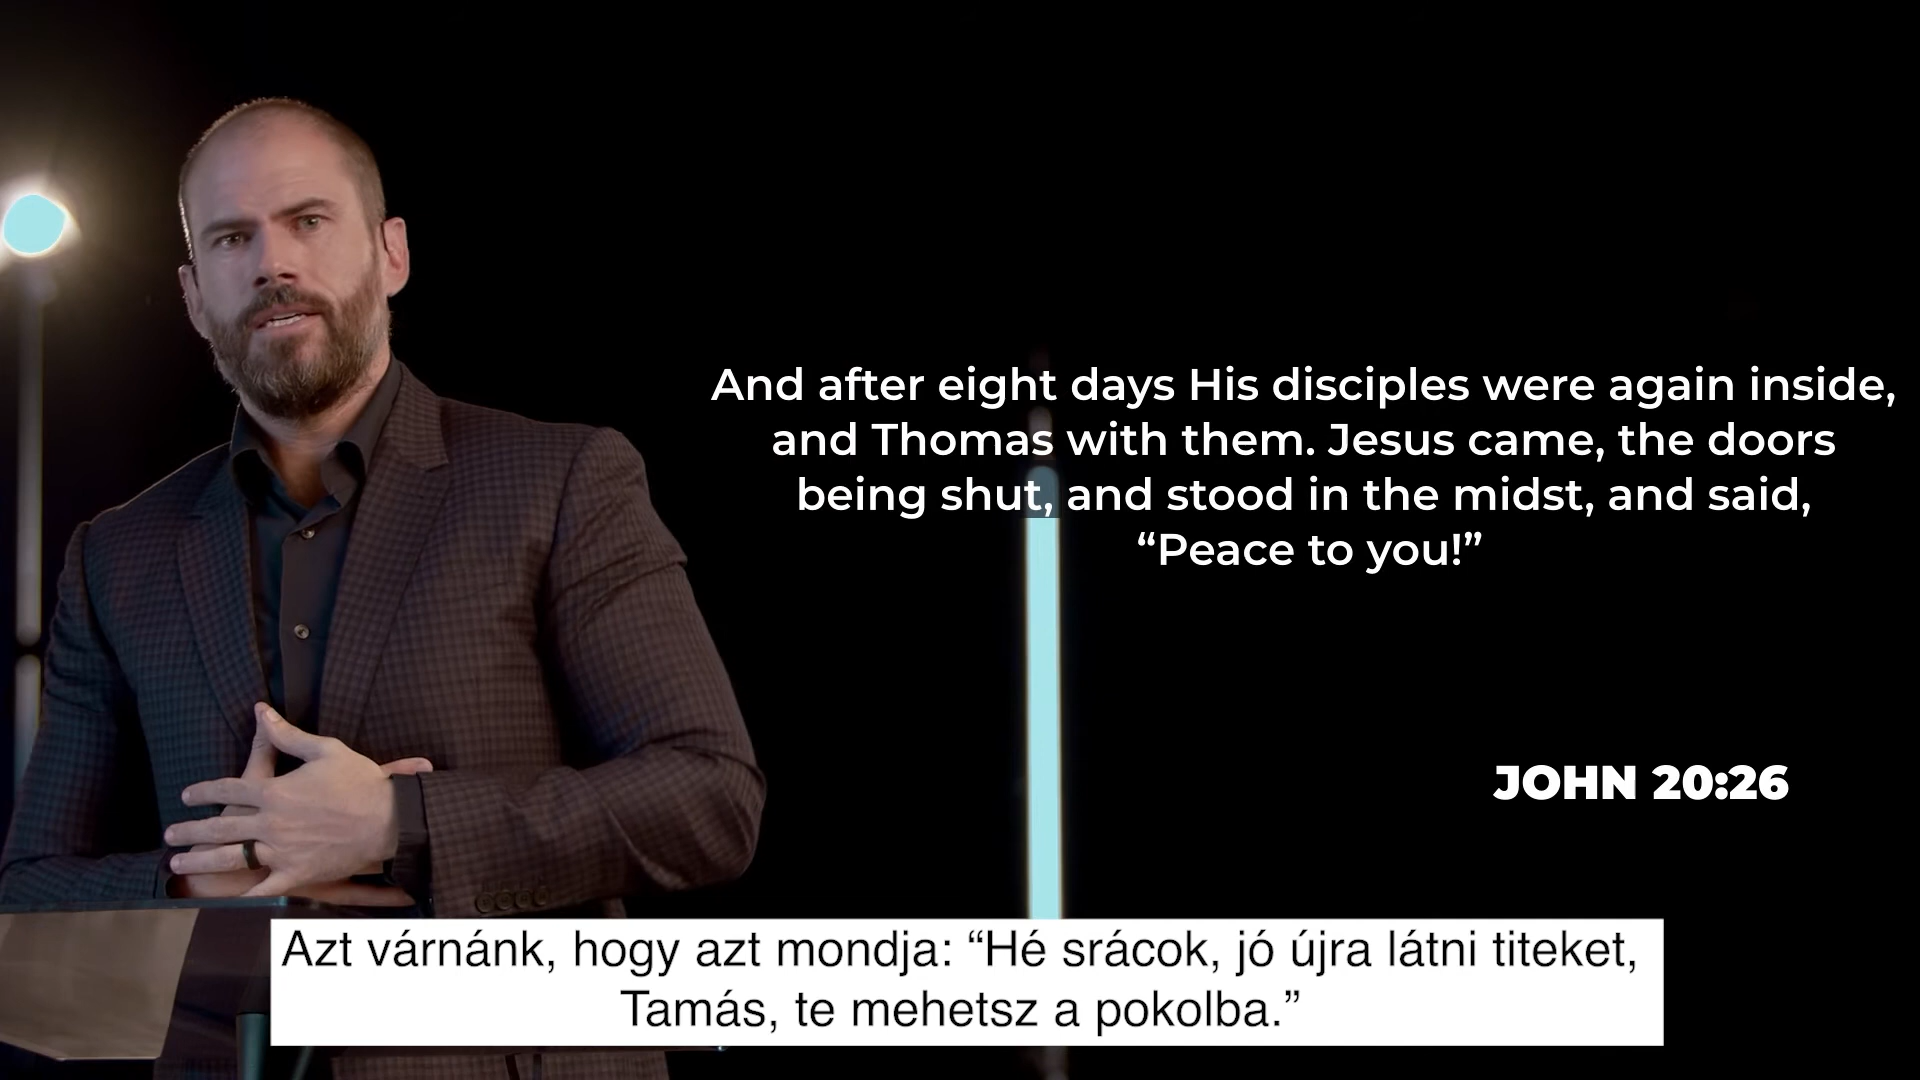 And after eight days His disciples were again inside,
and Thomas with them. Jesus came, the doors
being shut, and stood in the midst, and said,
“Peace to you!”
JOHN 20:26
Azt várnánk, hogy azt mondja: “Hé srácok, jó újra látni titeket,
Tamás, te mehetsz a pokolba.”